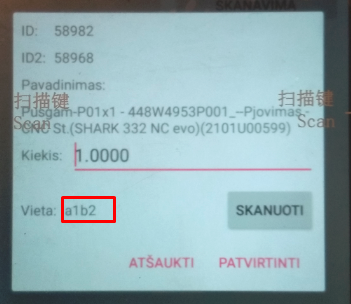 SKANAVIMA
ID: 58982
ID2: 58968
Pavadinimas:
扫描键
扫描键
Pusgam-P01x1 - 448W4953P001_--Pjovimas -
Scan
Scan
CNC St.(SHARK 332 NC evo)(2101U00599)
Kiekis: 1.0000
Vieta: a1b2
SKANUOTI
ATŠAUKTI
PATVIRTINTI